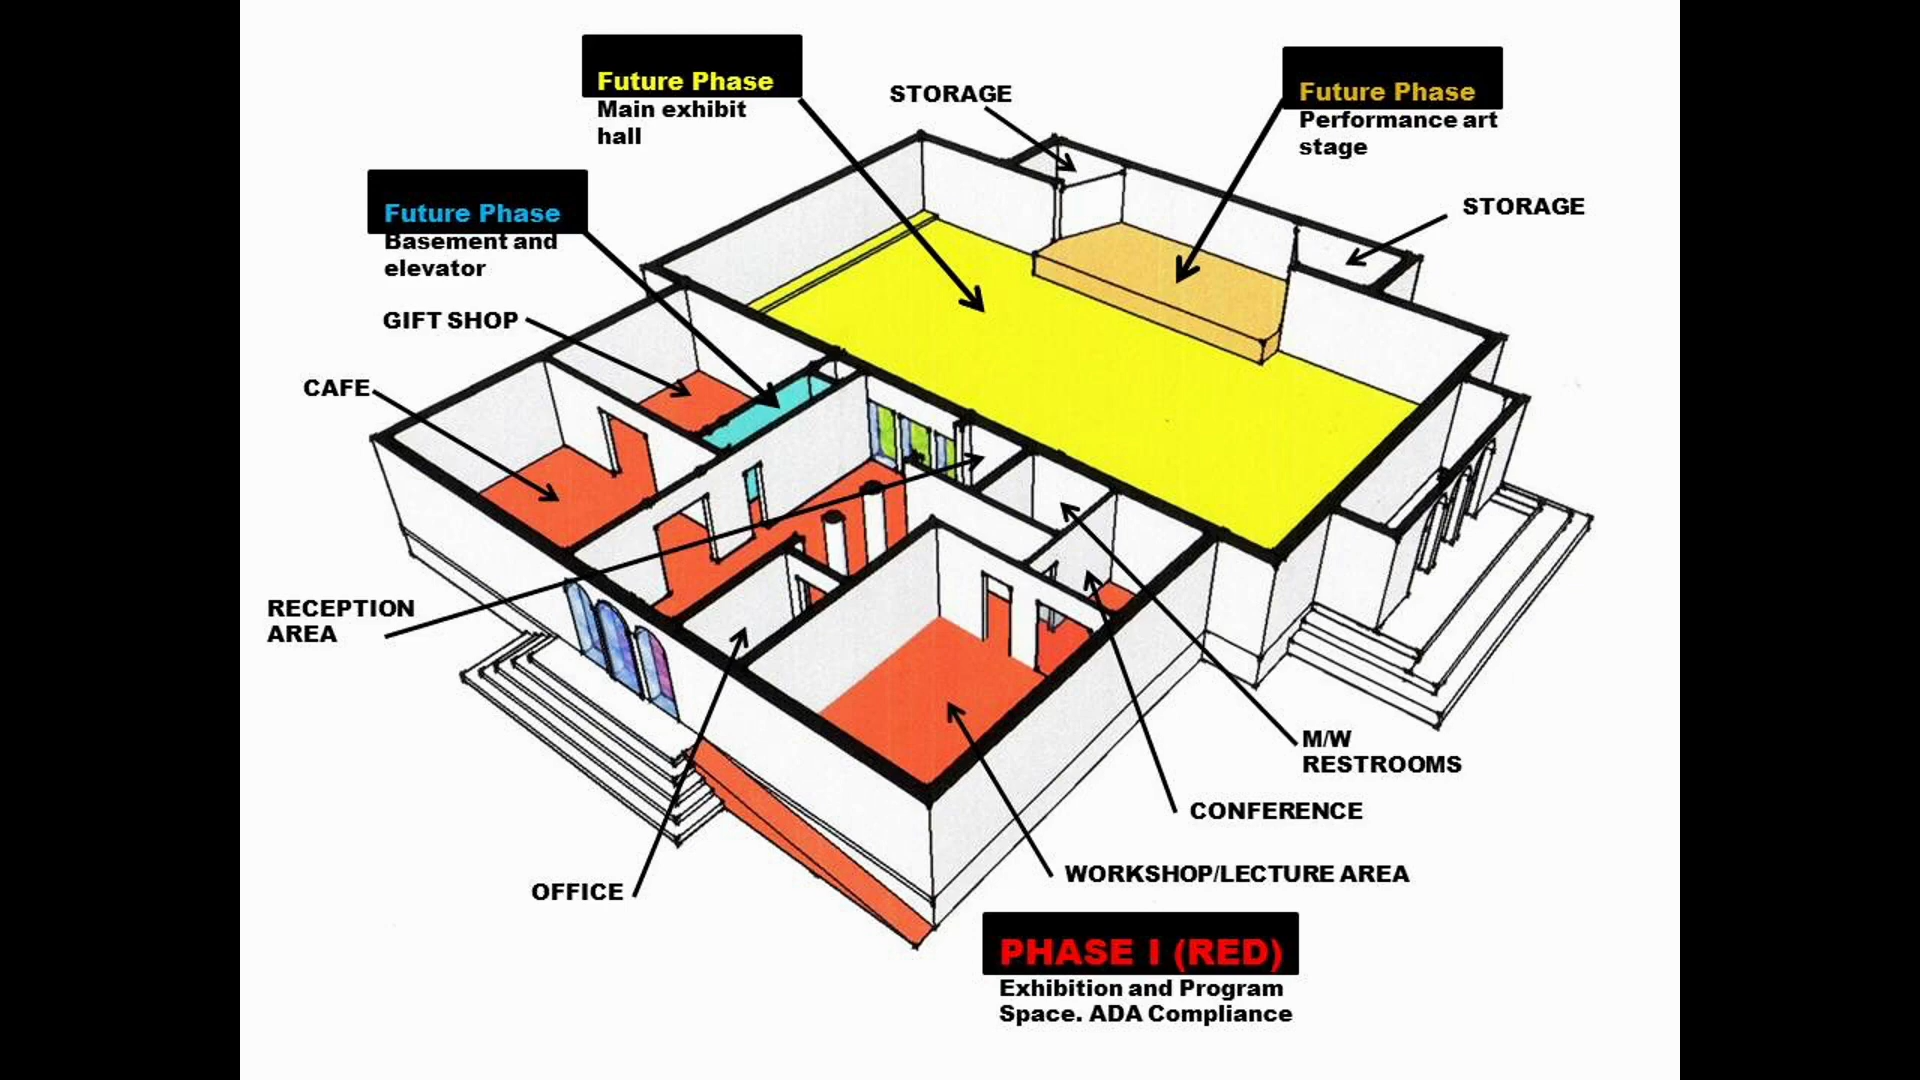 Future Phase
Main exhibit
hall
STORAGE
Future Phase
Performance art
stage
STORAGE
Future Phase
Basement and
elevator
GIFT SHOP
CAFE
RECEPTION
AREA
M/W
RESTROOMS
CONFERENCE
WORKSHOP/LECTURE AREA
OFFICE
PHASE I (RED)
Exhibition and Program
Space. ADA Compliance